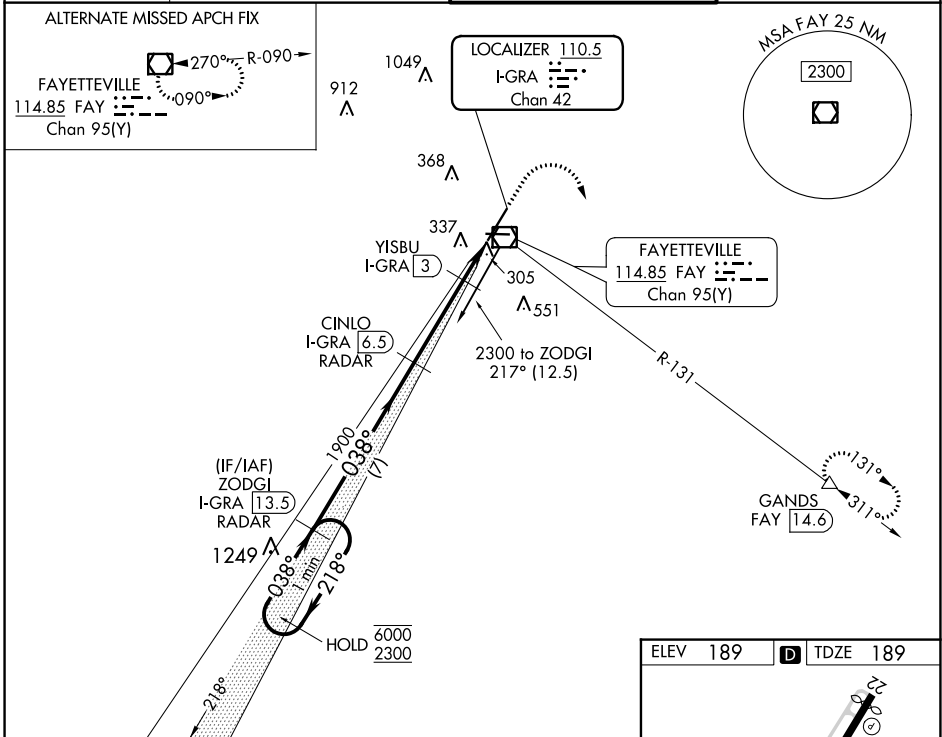 ALTERNATE MISSED APCH FIX
270°
R-090
FAYETTEVILLE
114.85 FAY
Chan 95(Y)
090°
912
1049
LOCALIZER 110.5
I-GRA
Chan 42
MSA FAY 25 NM
2300
368
337
YISBU
I-GRA 3
305
551
FAYETTEVILLE
114.85 FAY
Chan 95(Y)
CINLO
I-GRA 6.5
RADAR
2300 to ZODGI
217° (12.5)
R-131
1900
038°
(7)
(IF/IAF)
ZODGI
I-GRA 13.5
RADAR
1249
038°
1 min
218°
HOLD 6000
2300
218°
131°
311°
GANDS
FAY 14.6
ELEV 189 D TDZE 189
22
P